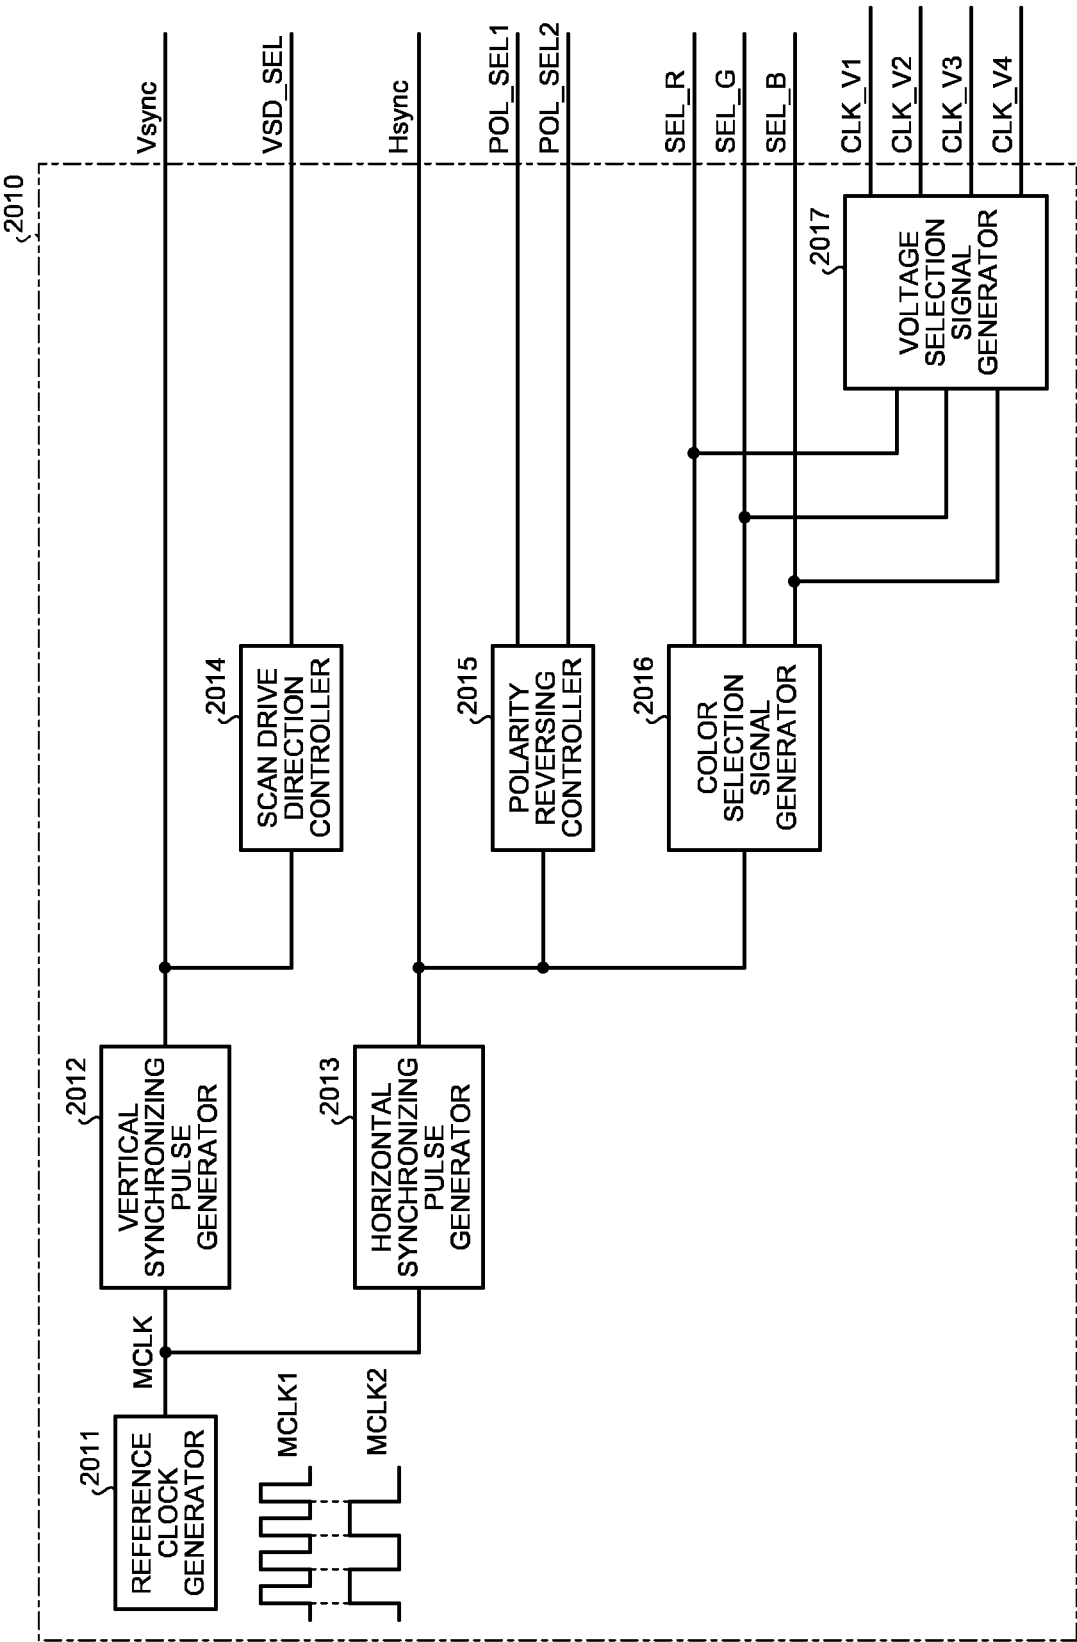 2010
2011
REFERENCE
CLOCK
GENERATOR
MCLK
MCLK1
MCLK2
2012
VERTICAL
SYNCHRONIZING
PULSE
GENERATOR
2013
HORIZONTAL
SYNCHRONIZING
PULSE
GENERATOR
2014
SCAN DRIVE
DIRECTION
CONTROLLER
2015
POLARITY
REVERSING
CONTROLLER
2016
COLOR
SELECTION
SIGNAL
GENERATOR
2017
VOLTAGE
SELECTION
SIGNAL
GENERATOR
Vsync
VSD_SEL
Hsync
POL_SEL1
POL_SEL2
SEL_R
SEL_G
SEL_B
CLK_V1
CLK_V2
CLK_V3
CLK_V4